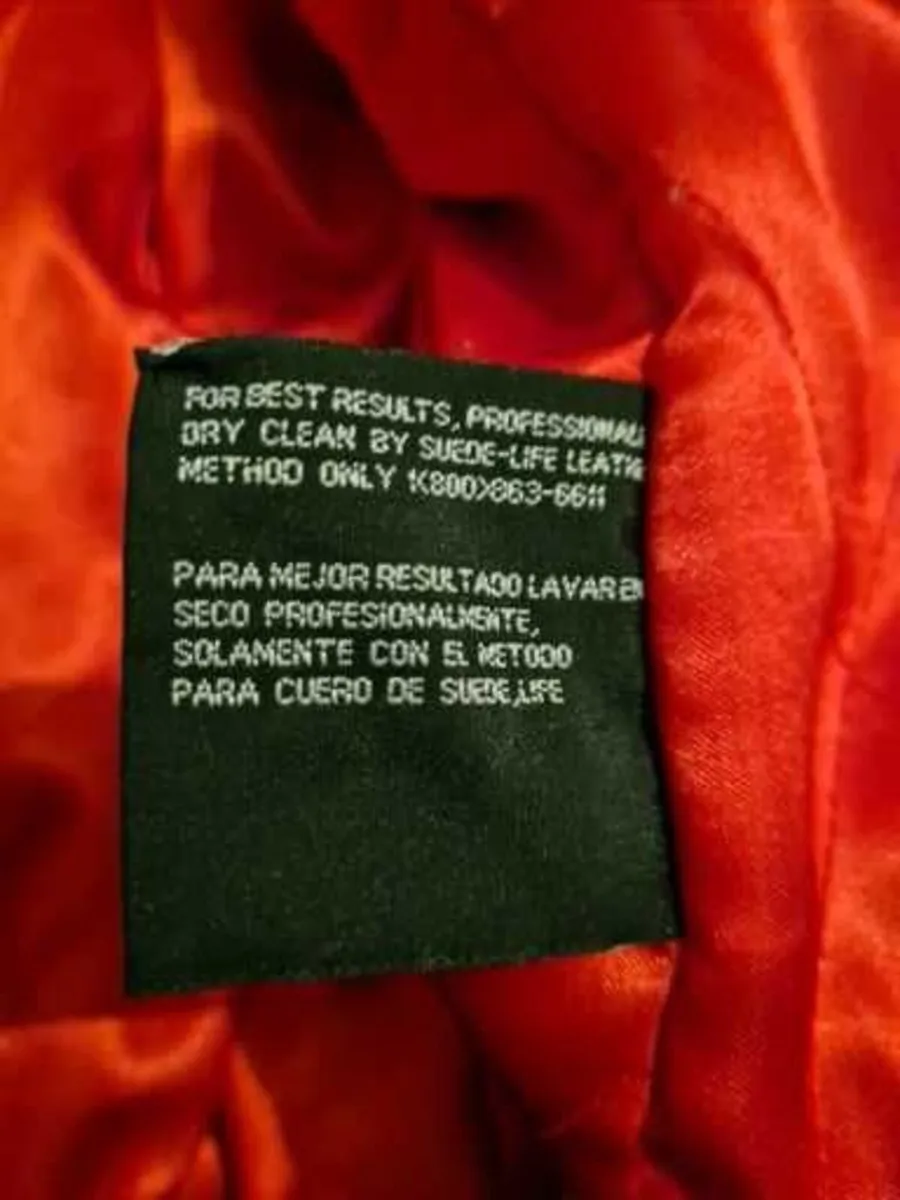 FOR BEST RESULTS, PROFESSIONAL
DRY CLEAN BY SUEDE-LIFE
METHOD ONLY 1(800)863-6611
PARA MEJOR RESULTADO LAVAR EN
SECO PROFESIONALMENTE,
SOLAMENTE CON EL METODO
PARA CUERO DE SUEDE,LIFE